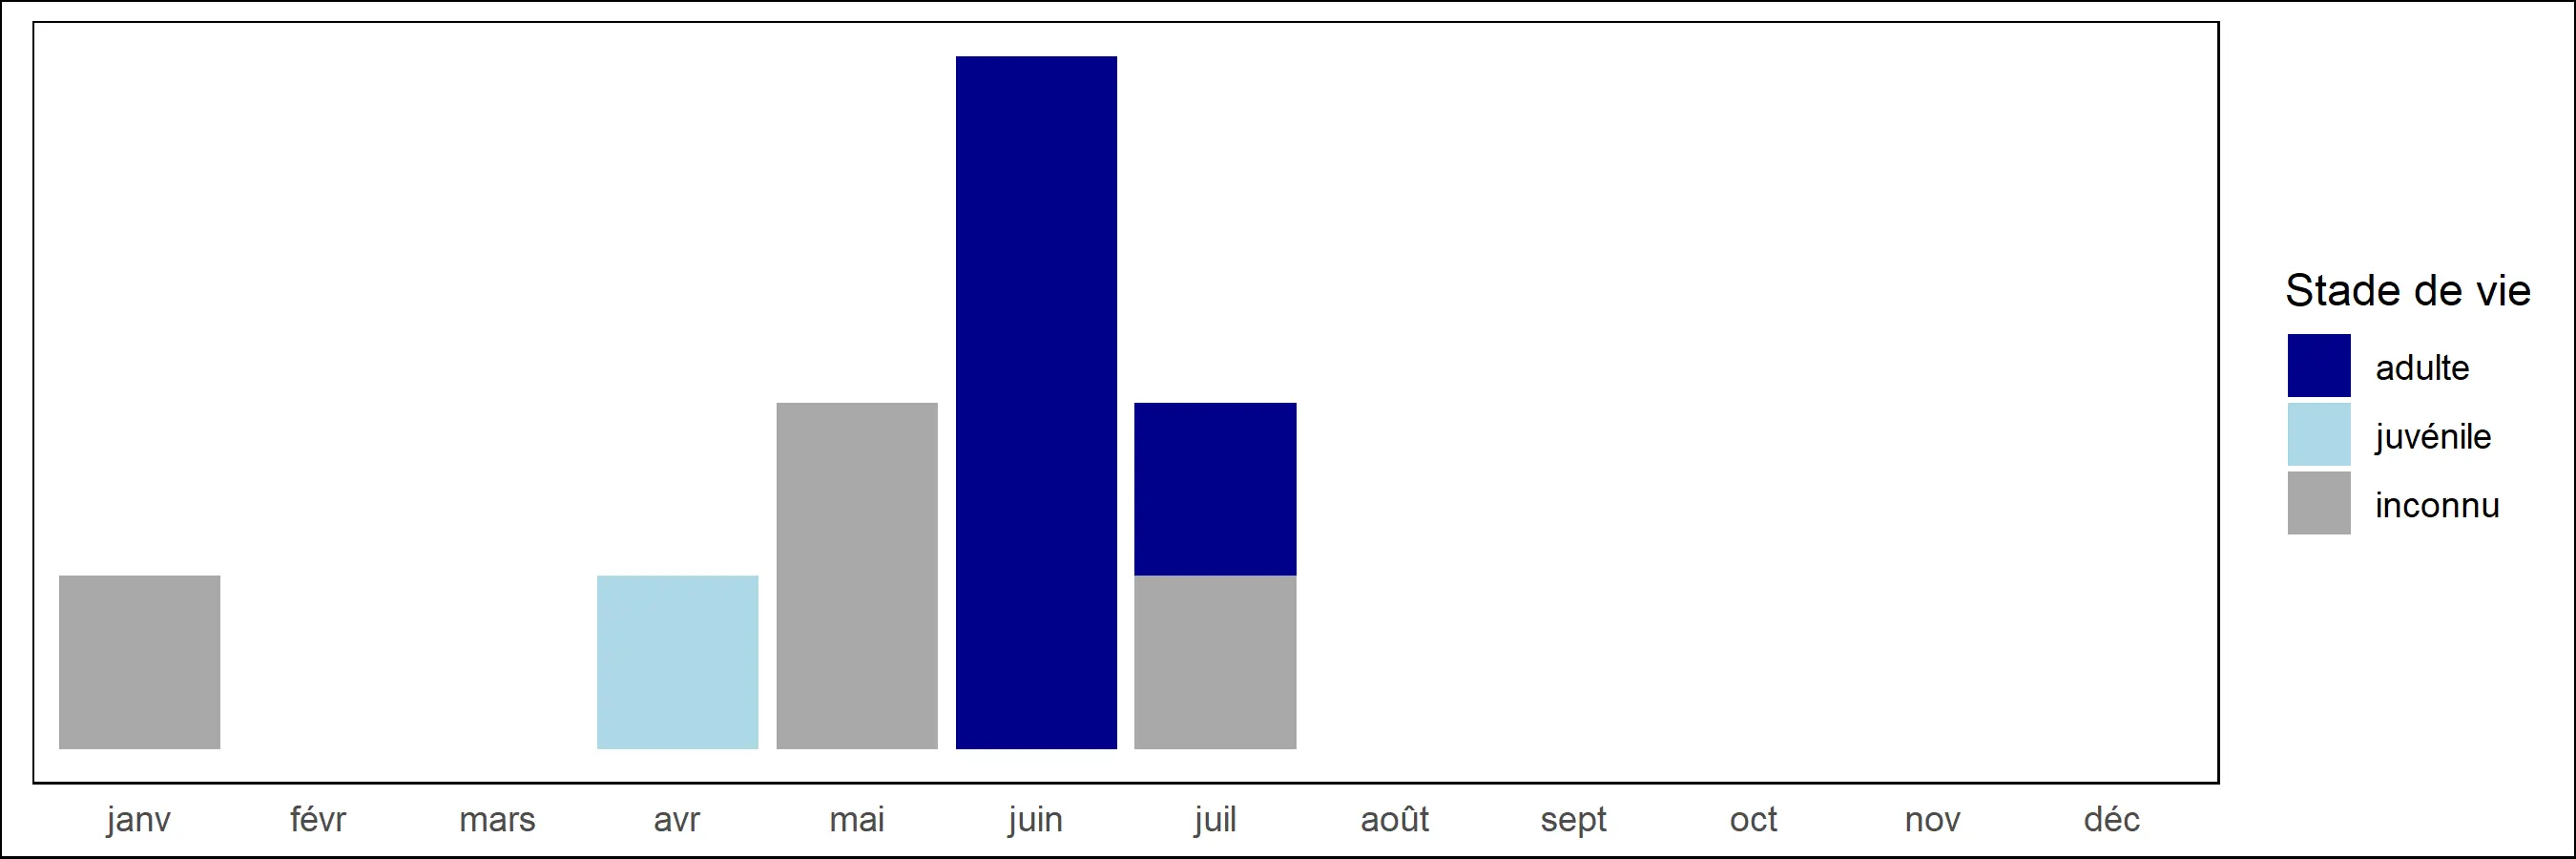 Stade de vie
adulte
juvénile
inconnu
janv févr mars avr mai juin juil août sept oct nov déc